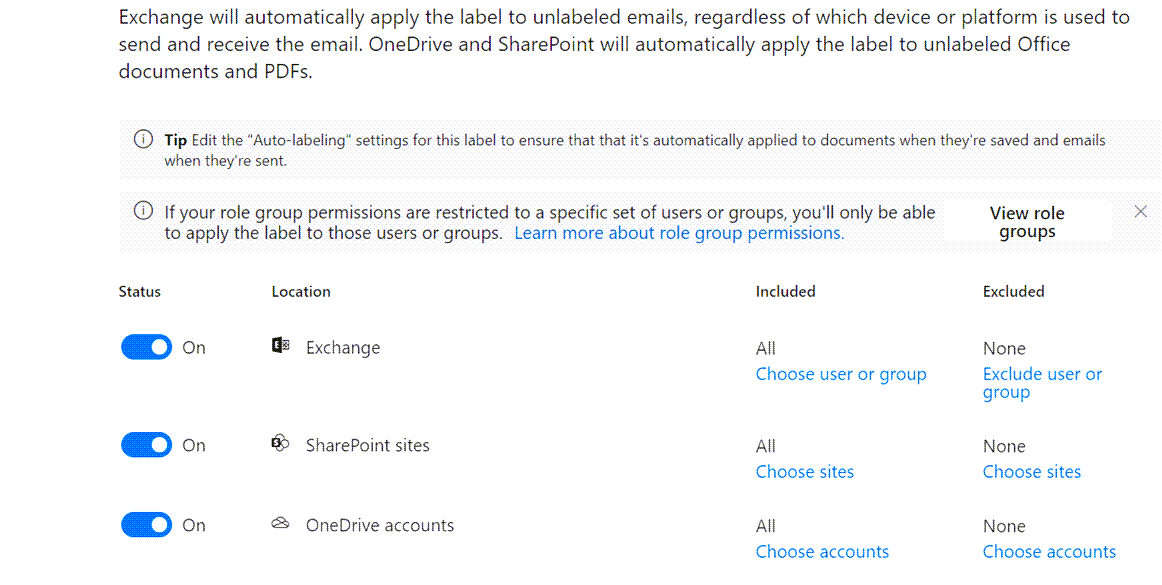 Exchange will automatically apply the label to unlabeled emails, regardless of which device or platform is used to
send and receive the email. OneDrive and SharePoint will automatically apply the label to unlabeled Office
documents and PDFs.
Tip Edit the "Auto-labeling" settings for this label to ensure that that it's automatically applied to documents when they're saved and emails
when they're sent.
If your role group permissions are restricted to a specific set of users or groups, you'll only be able
to apply the label to those users or groups. Learn more about role group permissions.
View role
groups
Status Location Included Excluded
On Exchange All None
Choose user or group Exclude user or
group
On SharePoint sites All None
Choose sites Choose sites
On OneDrive accounts All None
Choose accounts Choose accounts